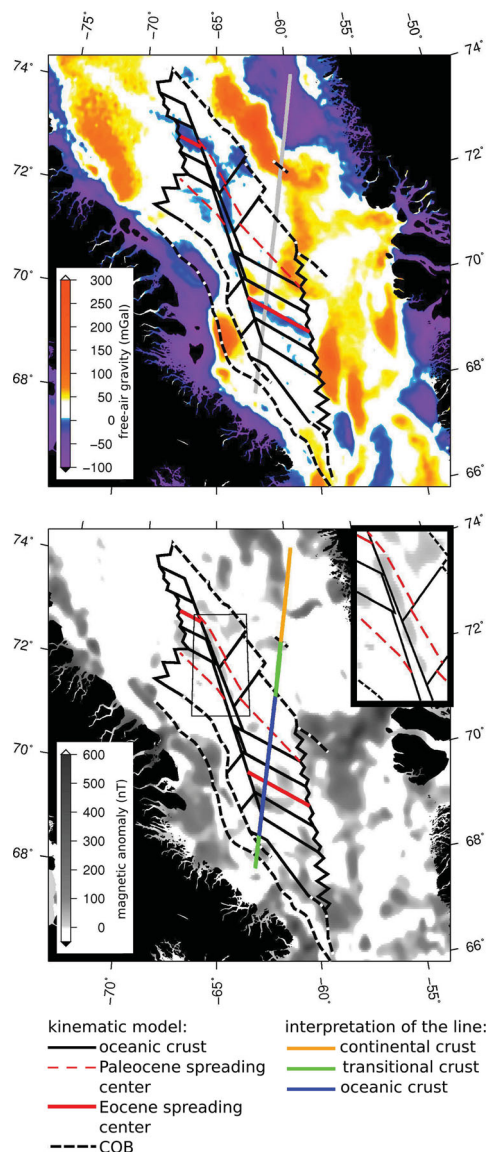 −75° −70° −65° −60° −55° −50°
74° 74°
72° 72°
70° 70°
68° 68°
66°
300
250
200
150
100
50
0
−50
−100
free-air gravity (mGal)
74° 74°
72° 72°
70° 70°
68° 68°
66°
600
500
400
300
200
100
0
magnetic anomaly (nT)
−70° −65° −60° −55°
kinematic model:
oceanic crust
Paleocene spreading
center
Eocene spreading
center
COB
interpretation of the line:
continental crust
transitional crust
oceanic crust